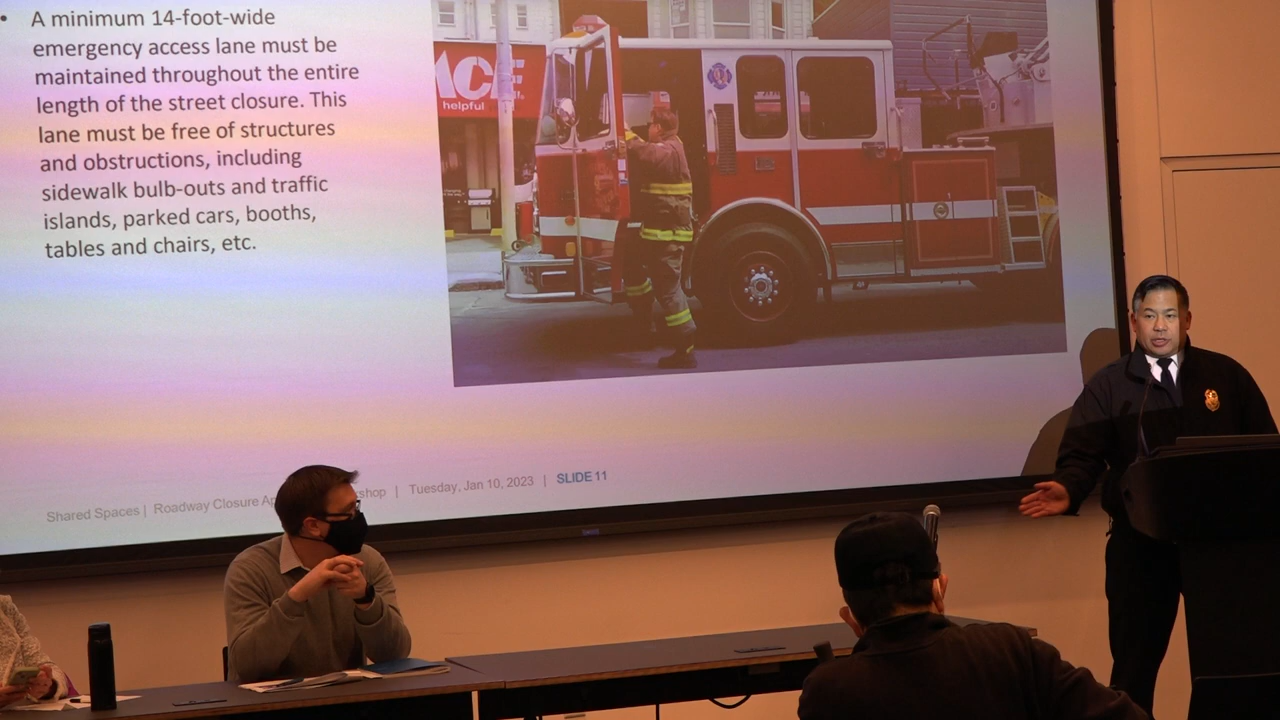 • A minimum 14-foot-wide
emergency access lane must be
maintained throughout the entire
length of the street closure. This
lane must be free of structures
and obstructions, including
sidewalk bulb-outs and traffic
islands, parked cars, booths,
tables and chairs, etc.
ACE
helpful
Shared Spaces | Roadway Closure | Tuesday, Jan 10, 2023 | SLIDE 11